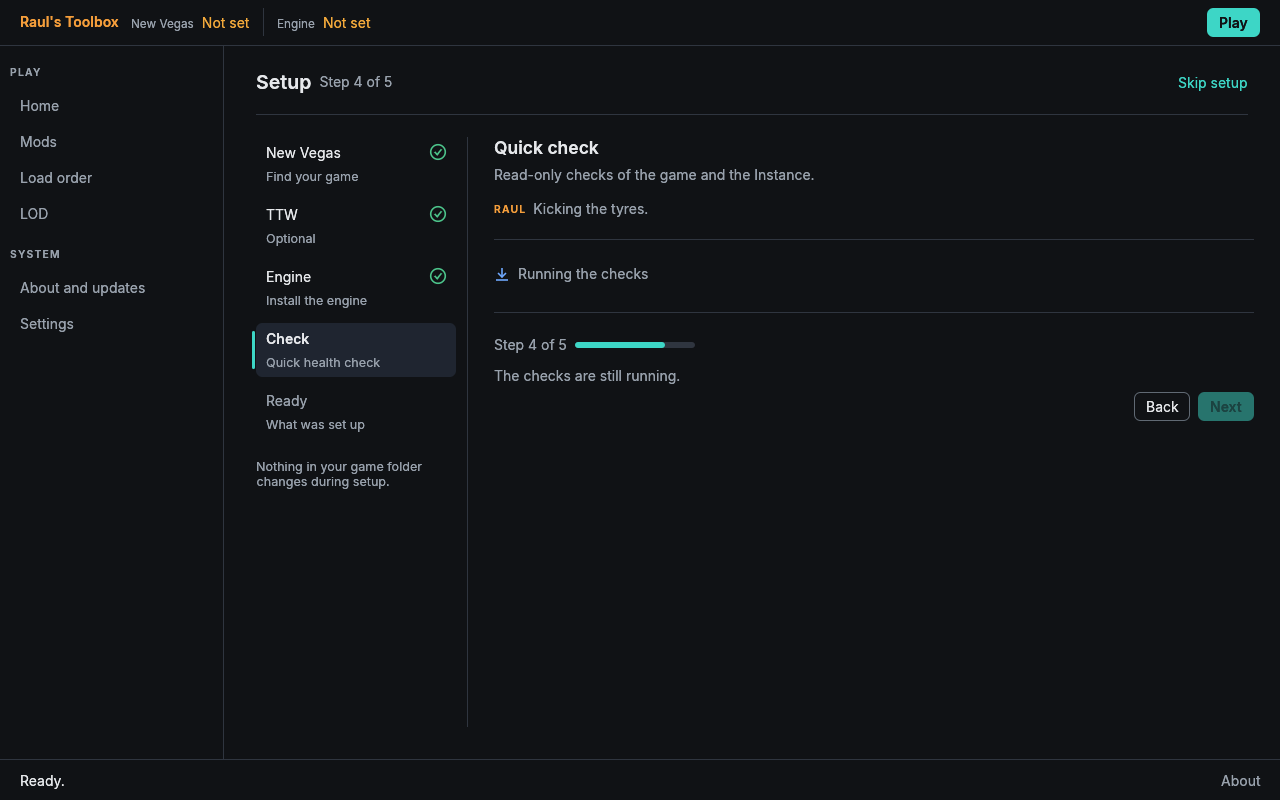 Raul's Toolbox New Vegas Not set Engine Not set Play
PLAY
Home
Mods
Load order
LOD
SYSTEM
About and updates
Settings
Setup Step 4 of 5 Skip setup
New Vegas
Find your game
TTW
Optional
Engine
Install the engine
Check
Quick health check
Ready
What was set up
Nothing in your game folder
changes during setup.
Quick check
Read-only checks of the game and the Instance.
RAUL Kicking the tyres.
Running the checks
Step 4 of 5
The checks are still running.
Back Next
Ready. About